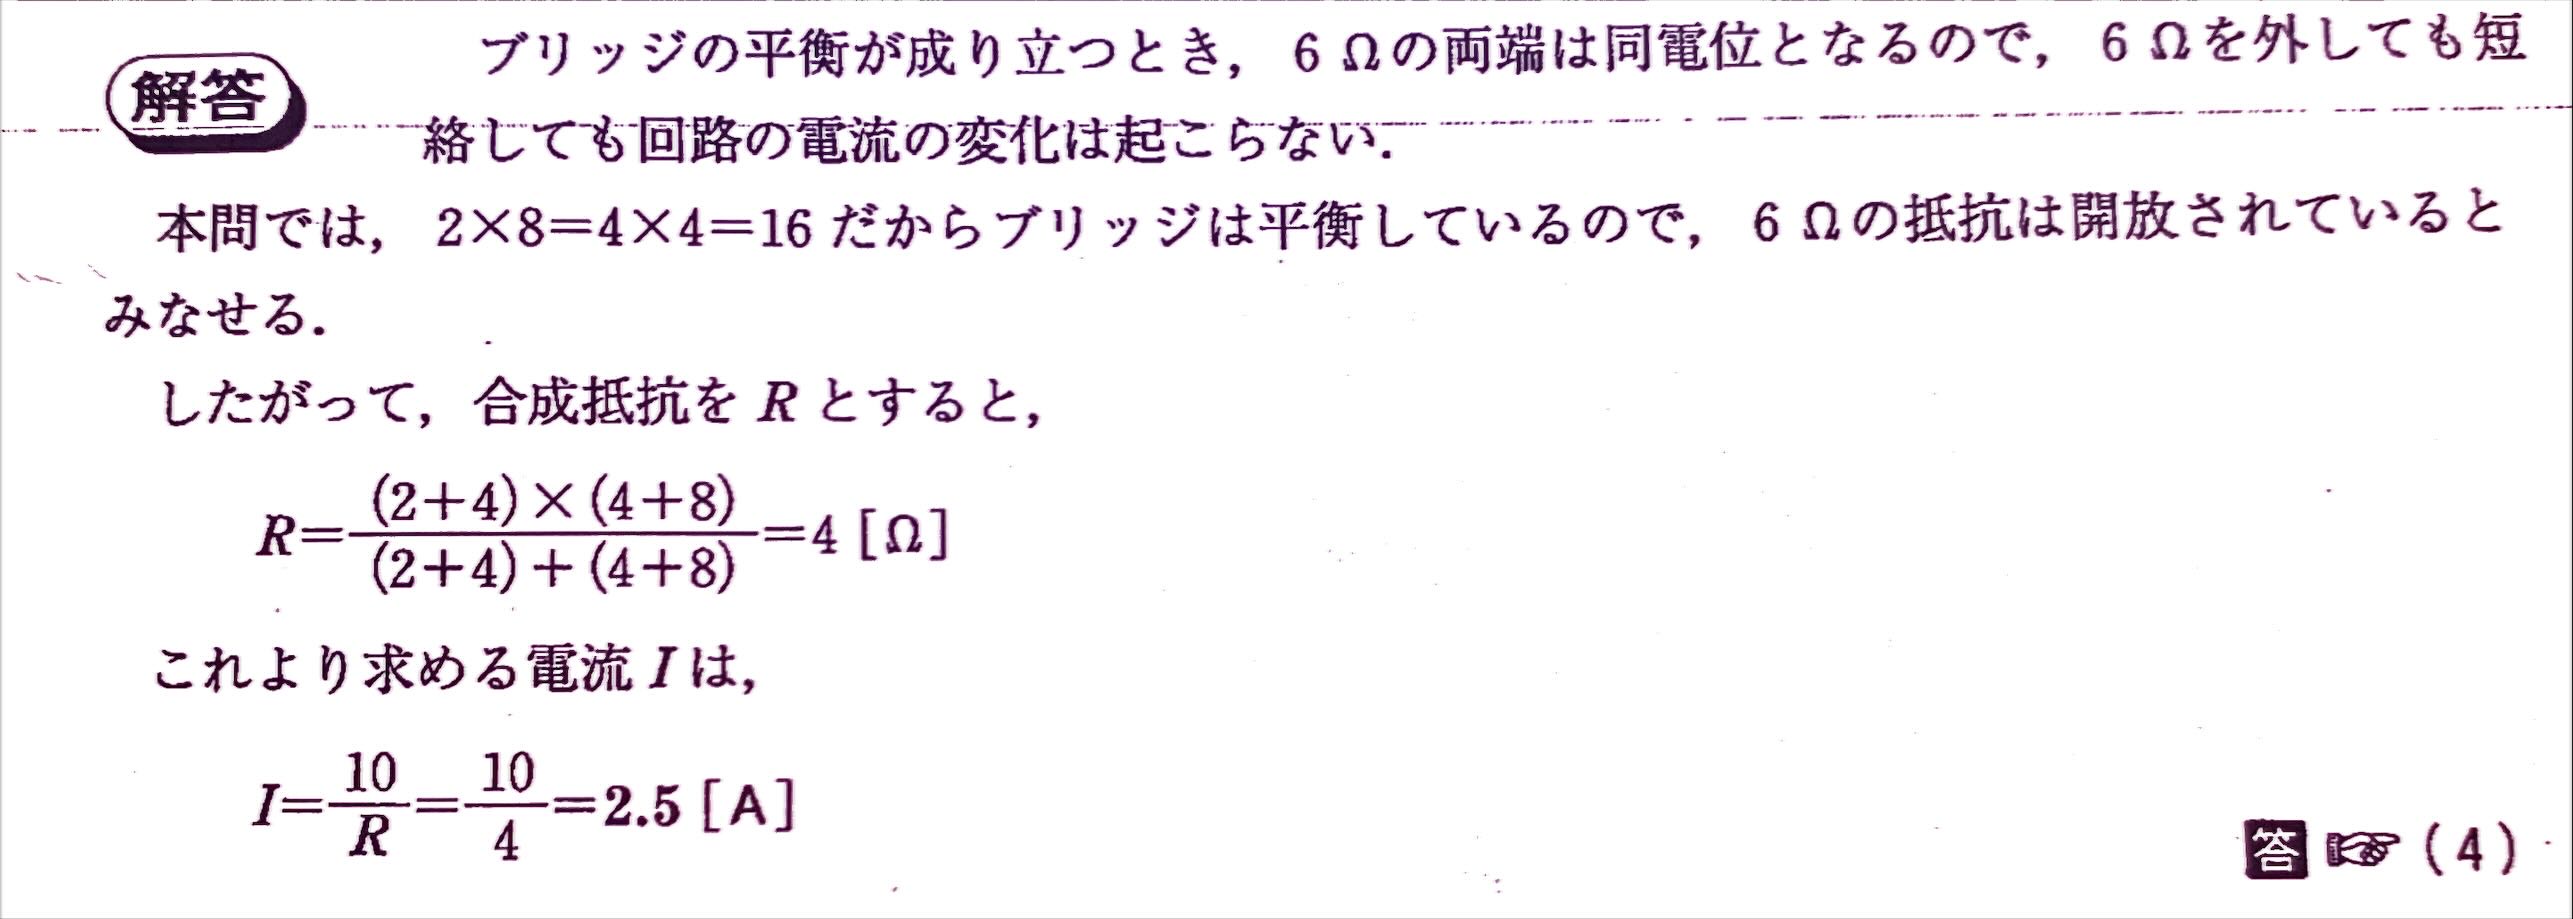 解答
ブリッジの平衡が成り立つとき，6 Ωの両端は同電位となるので，6 Ωを外しても短
絡しても回路の電流の変化は起こらない．
本問では，2×8＝4×4＝16 だからブリッジは平衡しているので，6 Ωの抵抗は開放されていると
みなせる．
したがって，合成抵抗を R とすると，
R＝(2＋4)×(4＋8)/(2＋4)＋(4＋8)＝4 [Ω]
これより求める電流 I は，
I＝10/R＝10/4＝2.5 [A]
答 ☞ (4)